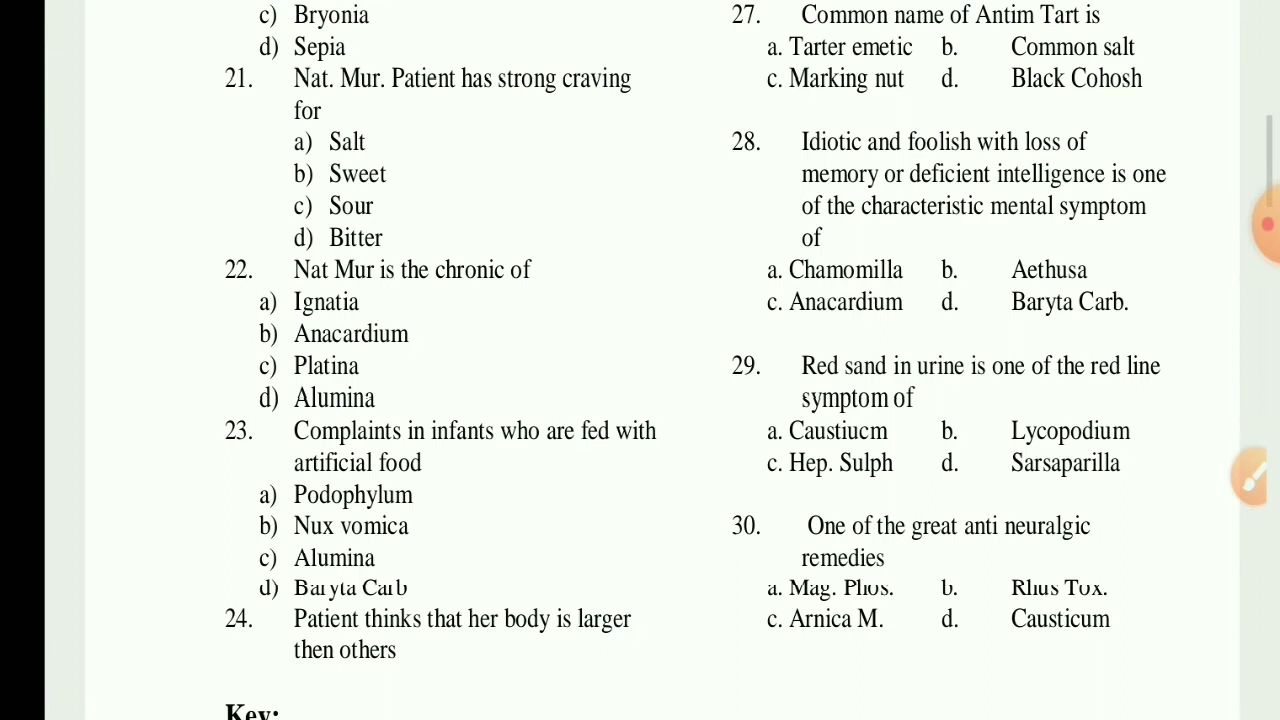 c) Bryonia
d) Sepia
21. Nat. Mur. Patient has strong craving
for
a) Salt
b) Sweet
c) Sour
d) Bitter
22. Nat Mur is the chronic of
a) Ignatia
b) Anacardium
c) Platina
d) Alumina
23. Complaints in infants who are fed with
artificial food
a) Podophylum
b) Nux vomica
c) Alumina
d) Baryta Carb
24. Patient thinks that her body is larger
then others
Key:
27. Common name of Antim Tart is
a. Tarter emetic b. Common salt
c. Marking nut d. Black Cohosh
28. Idiotic and foolish with loss of
memory or deficient intelligence is one
of the characteristic mental symptom
of
a. Chamomilla b. Aethusa
c. Anacardium d. Baryta Carb.
29. Red sand in urine is one of the red line
symptom of
a. Caustiucm b. Lycopodium
c. Hep. Sulph d. Sarsaparilla
30. One of the great anti neuralgic
remedies
a. Mag. Phos. b. Rhus Tox.
c. Arnica M. d. Causticum